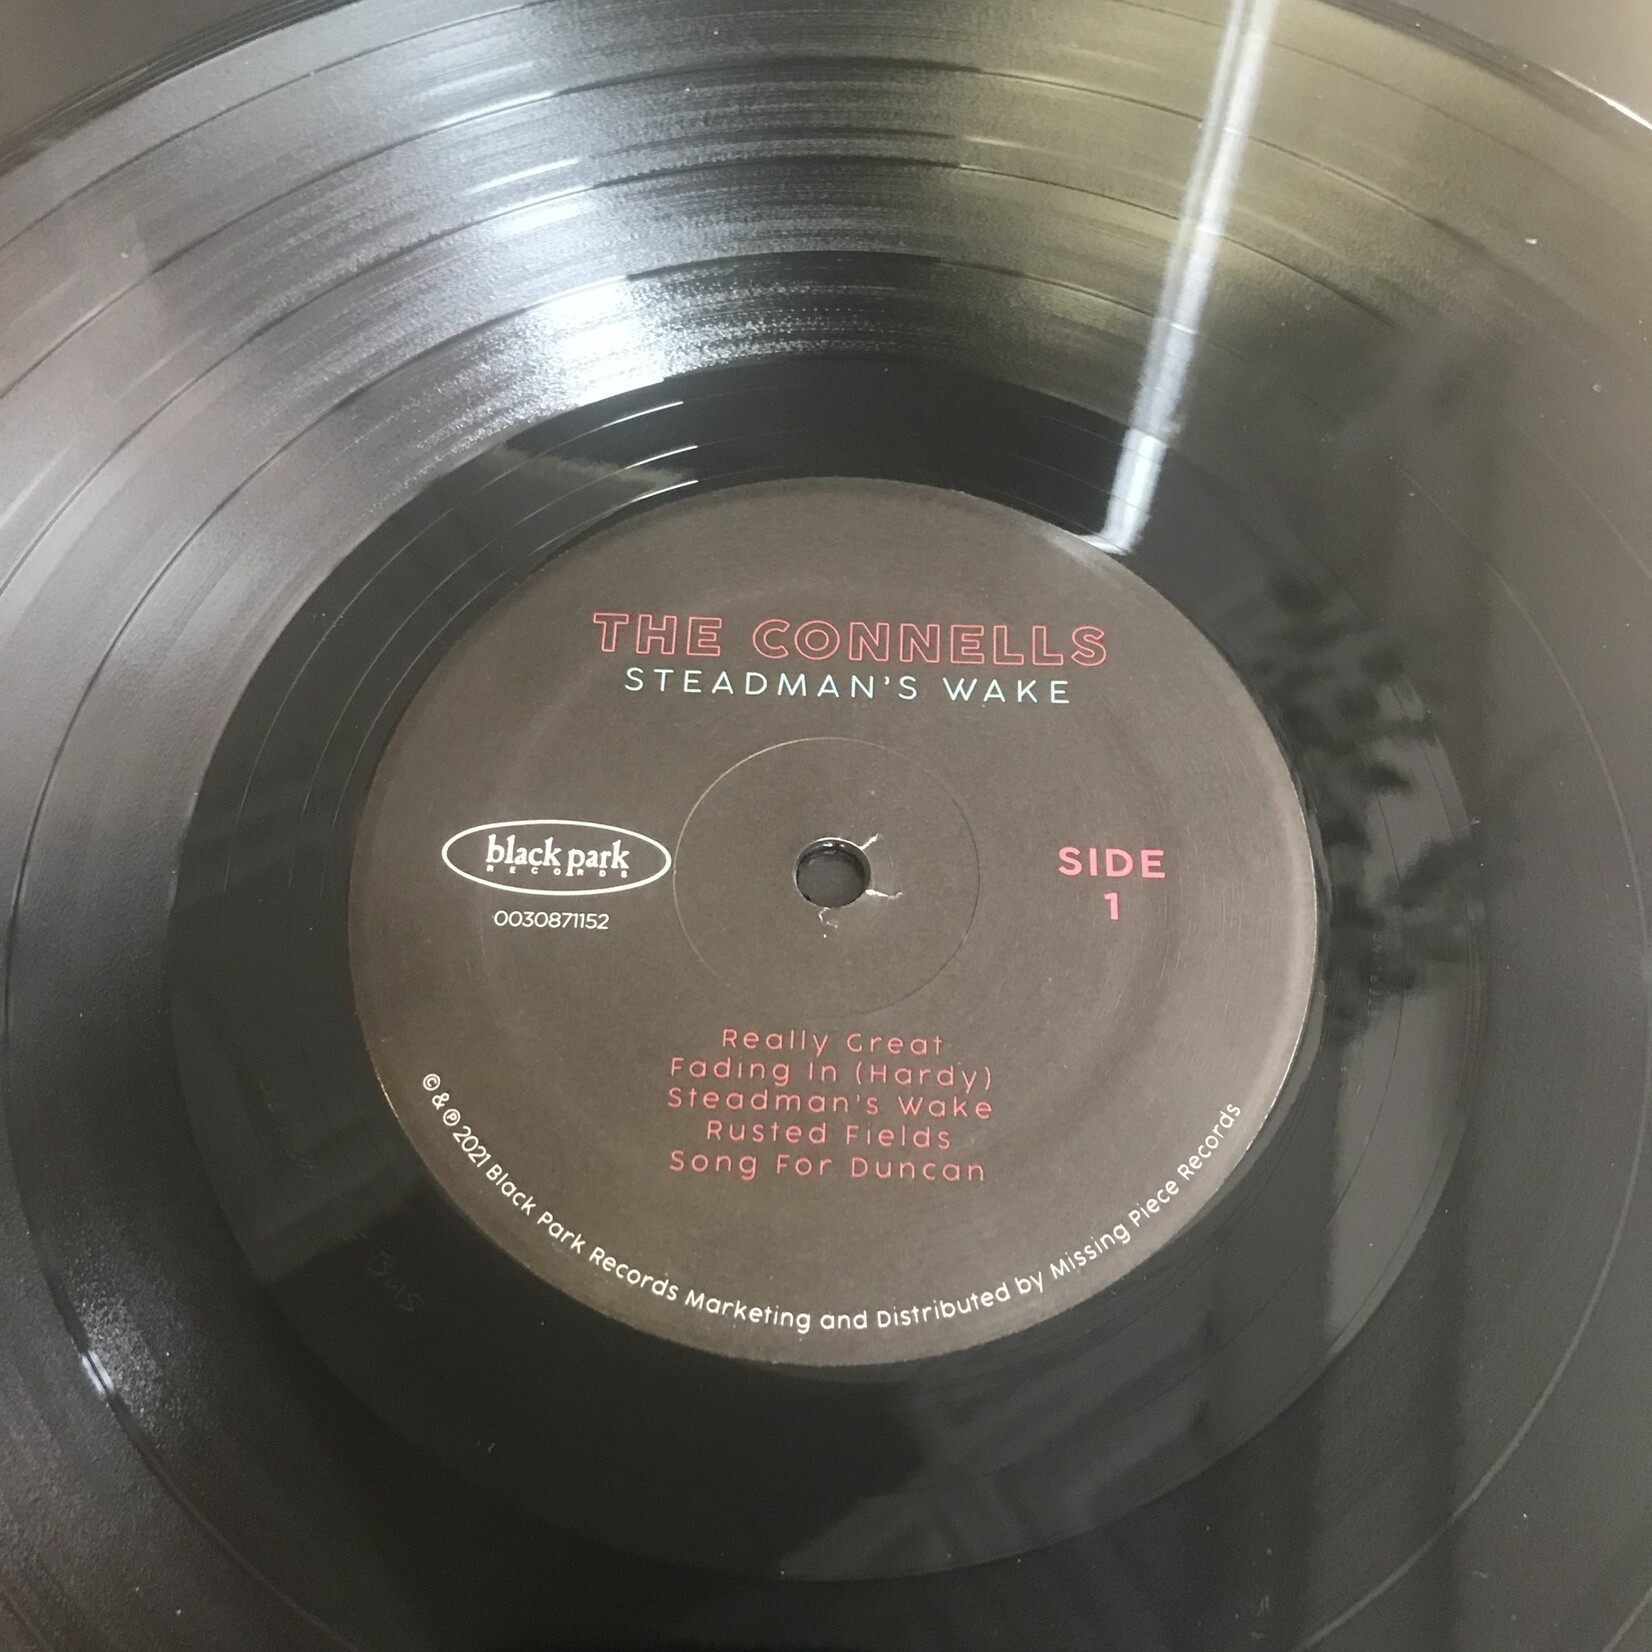 THE CONNELLS
STEADMAN'S WAKE
black park
RECORDS
0030871152
SIDE
1
Really Great
Fading In (Hardy)
Steadman's Wake
Rusted Fields
Song For Duncan
©&℗ 2021 Black Park Records Marketing and Distributed by Missing Piece Records